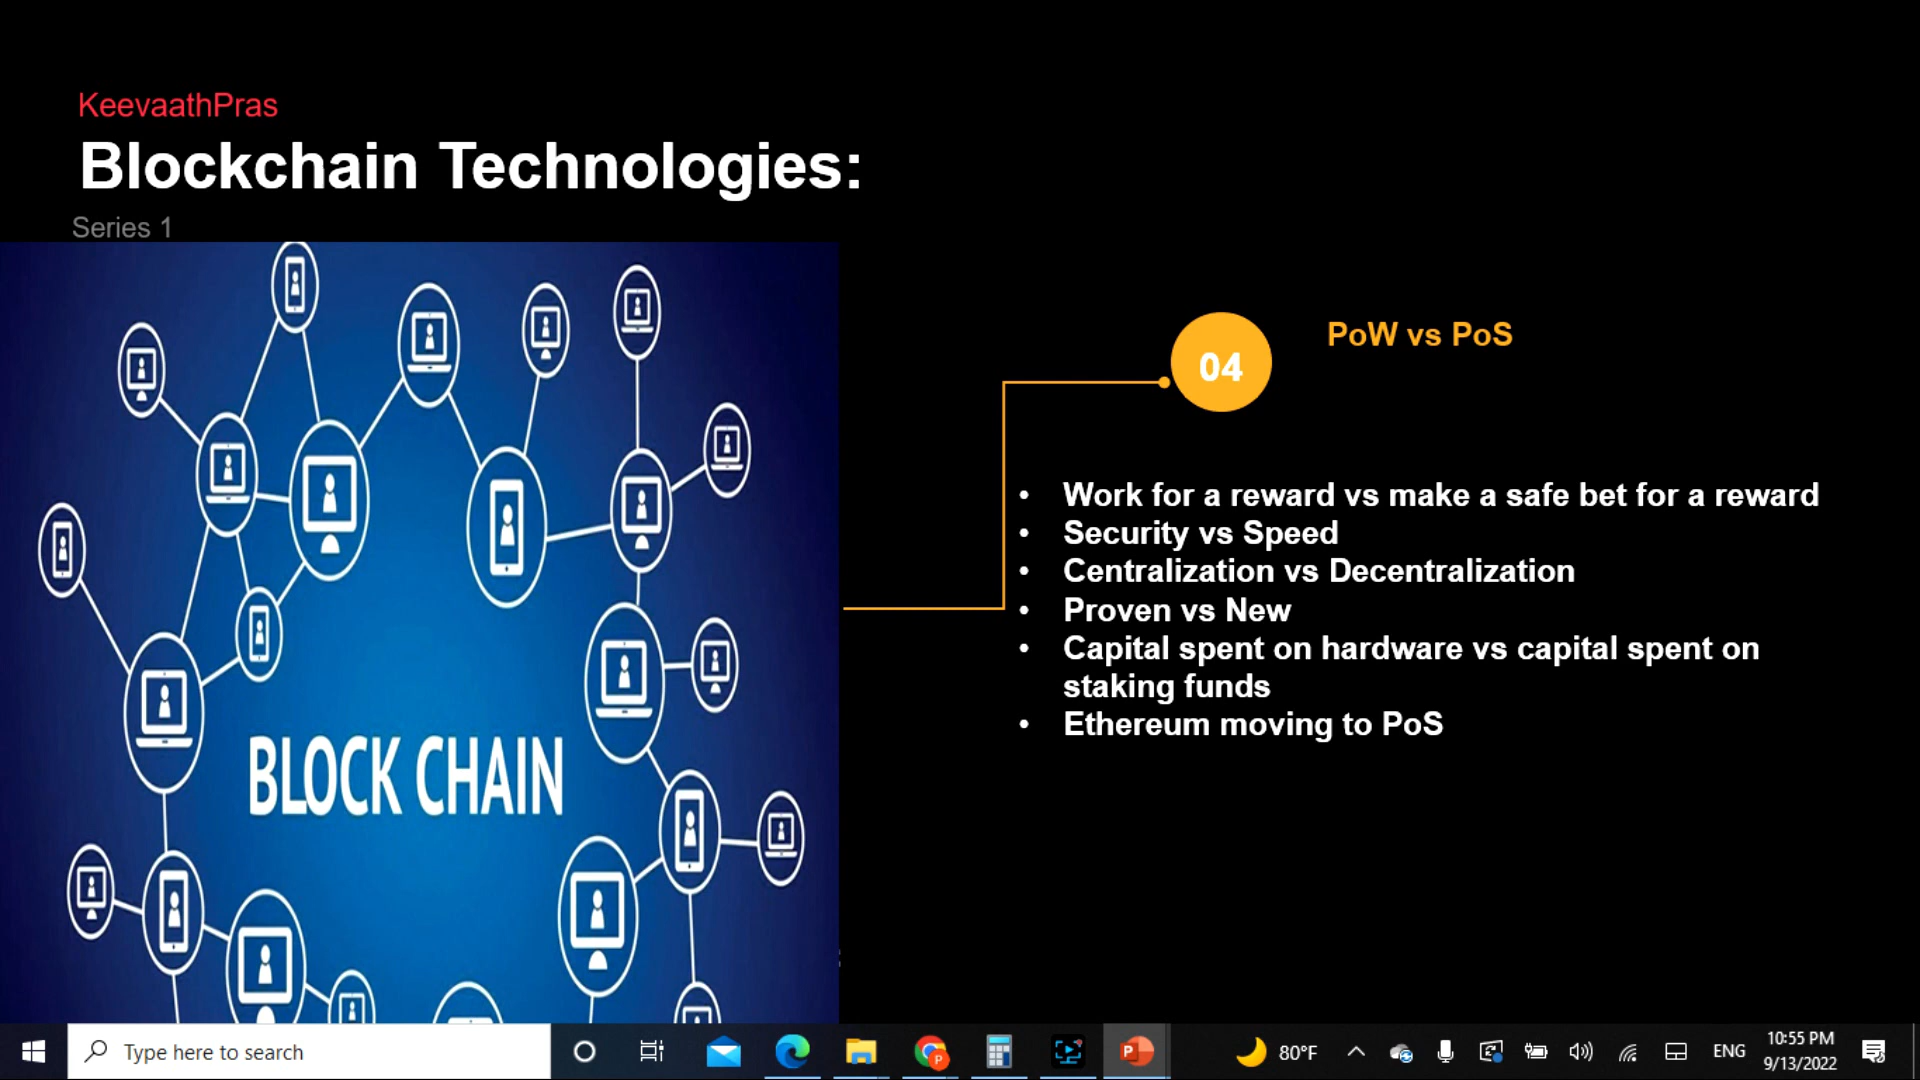 KeevaathPras
Blockchain Technologies:
Series 1
BLOCK CHAIN
04
PoW vs PoS
• Work for a reward vs make a safe bet for a reward
• Security vs Speed
• Centralization vs Decentralization
• Proven vs New
• Capital spent on hardware vs capital spent on
staking funds
• Ethereum moving to PoS
Type here to search
P
P
80°F
ENG
10:55 PM
9/13/2022